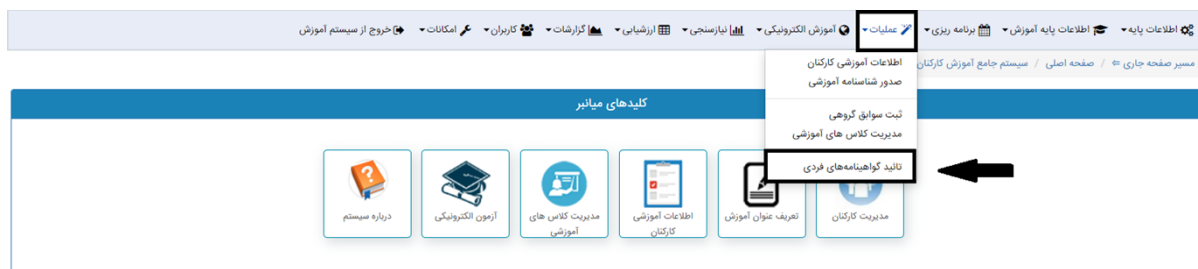 اطلاعات پایه اطلاعات پایه آموزش برنامه ریزی عملیات آموزش الکترونیکی نیازسنجی ارزشیابی گزارشات کاربران امکانات خروج از سیستم آموزش
مسیر صفحه جاری ⇐ / صفحه اصلی / سیستم جامع آموزش کارکنان
اطلاعات آموزشی کارکنان
صدور شناسنامه آموزشی
ثبت سوابق گروهی
مدیریت کلاس های آموزشی
تائید گواهینامه‌های فردی
کلیدهای میانبر
مدیریت کارکنان
تعریف عنوان آموزش
اطلاعات آموزشی
کارکنان
مدیریت کلاس های
آموزشی
آزمون الکترونیکی
درباره سیستم